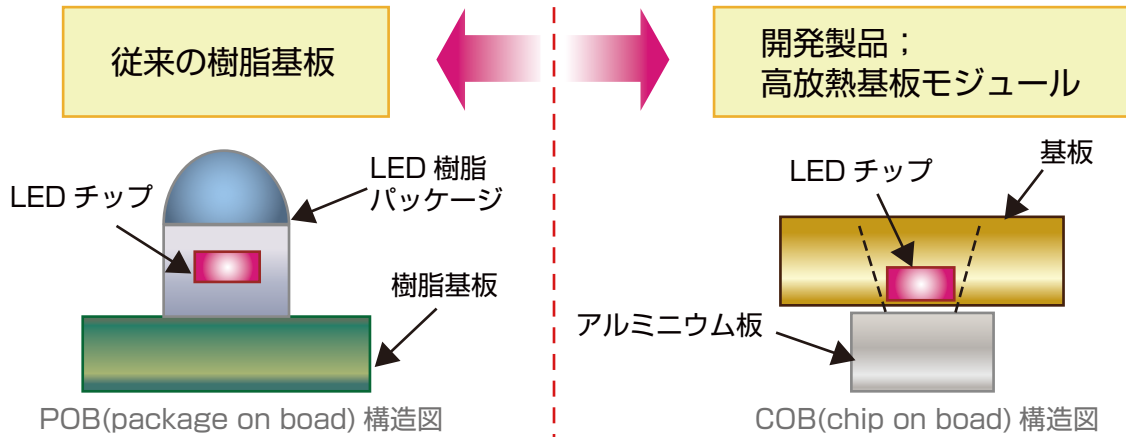 従来の樹脂基板
開発製品；
高放熱基板モジュール
LED チップ
LED 樹脂
パッケージ
樹脂基板
POB(package on boad) 構造図
LED チップ
基板
アルミニウム板
COB(chip on boad) 構造図